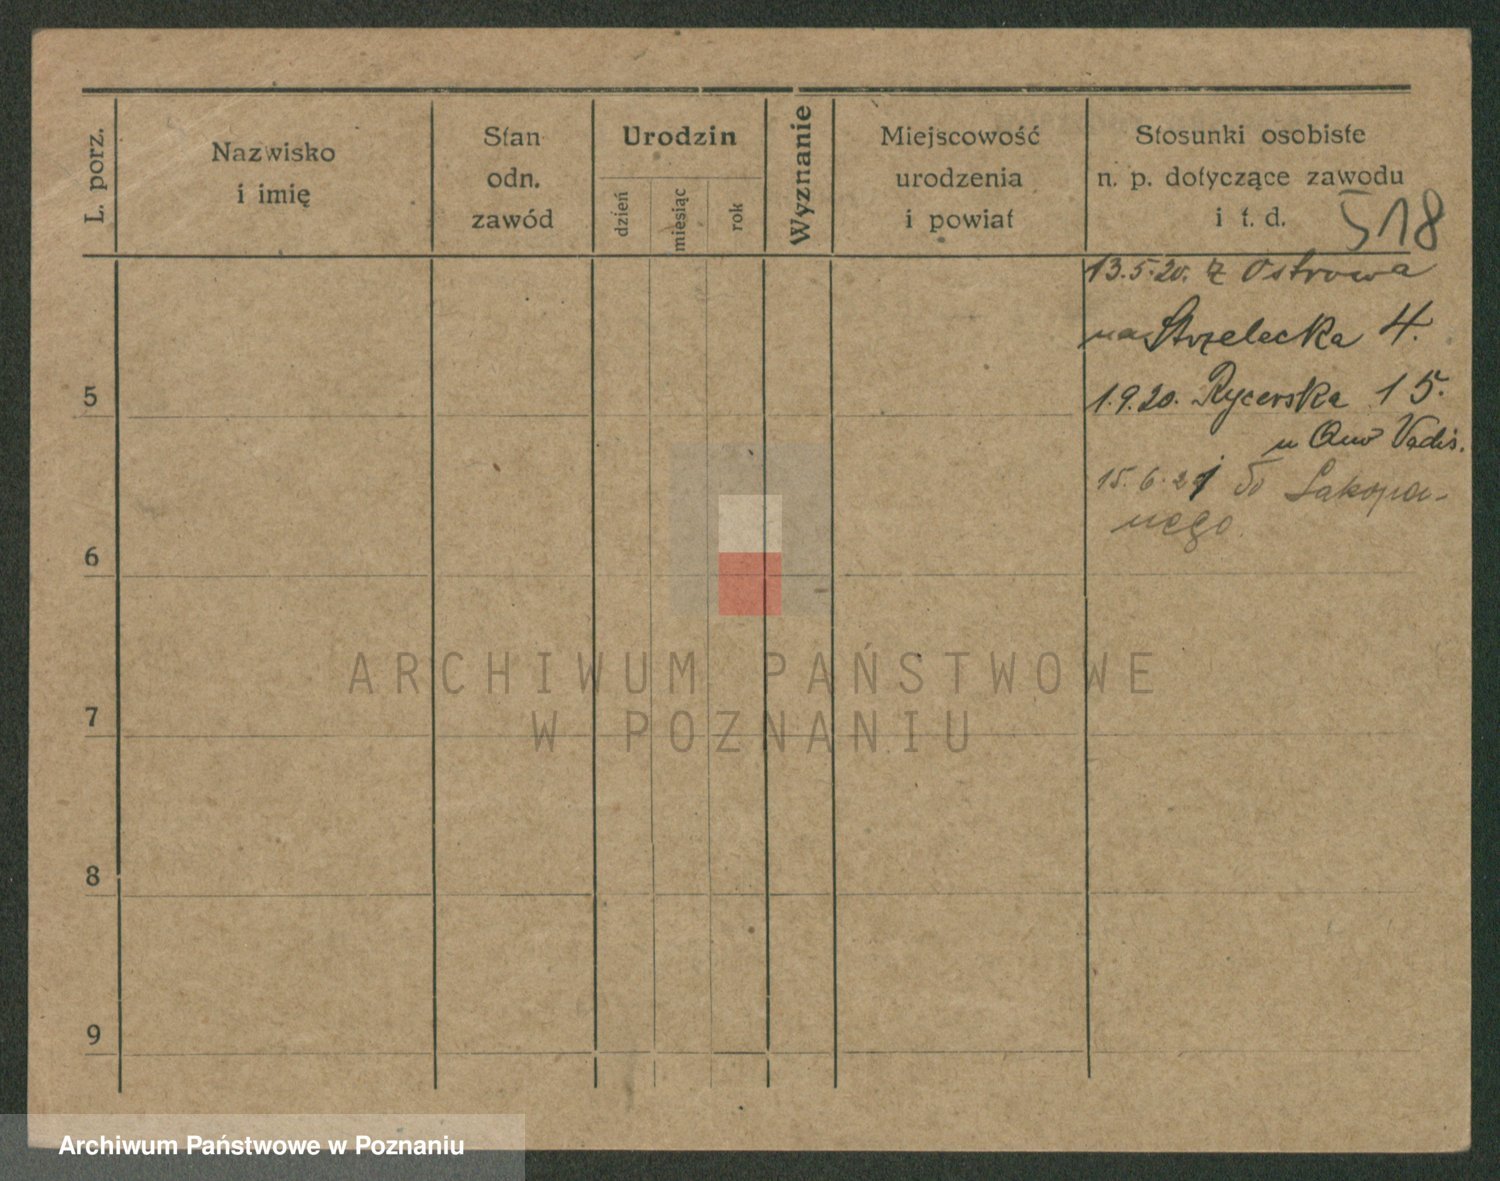 L. porz.
Nazwisko
i imię
Stan
odn.
zawód
Urodzin
dzień
miesiąc
rok
Wyznanie
Miejscowość
urodzenia
i powiat
Stosunki osobiste
n. p. dotyczące zawodu
i t. d.
518
13.5.20. z Ostrowa
na Strzelecka 4.
5
1.9.20. Rycerska 15.
u Quo Vadis.
15.6.21 do Zakopa-
nego.
6
7
8
9
ARCHIWUM PAŃSTWOWE
W POZNANIU
Archiwum Państwowe w Poznaniu